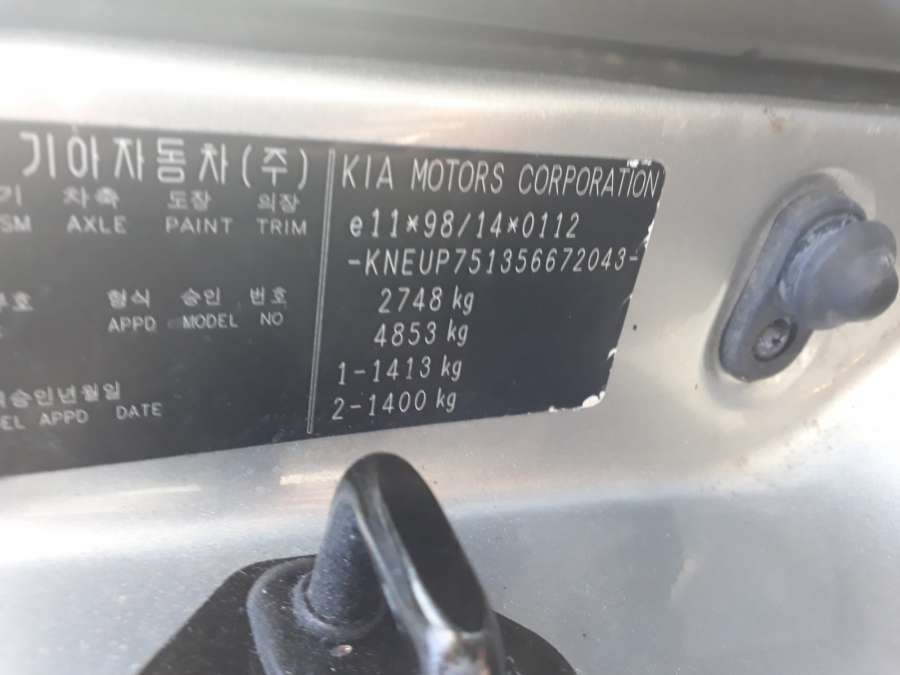 기아자동차(주)
기 차축 도장 의장
SM AXLE PAINT TRIM
형식 승인 번호
APPD MODEL NO
승인년월일
EL APPD DATE
KIA MOTORS CORPORATION
e11*98/14*0112
-KNEUP751356672043-
2748 kg
4853 kg
1-1413 kg
2-1400 kg